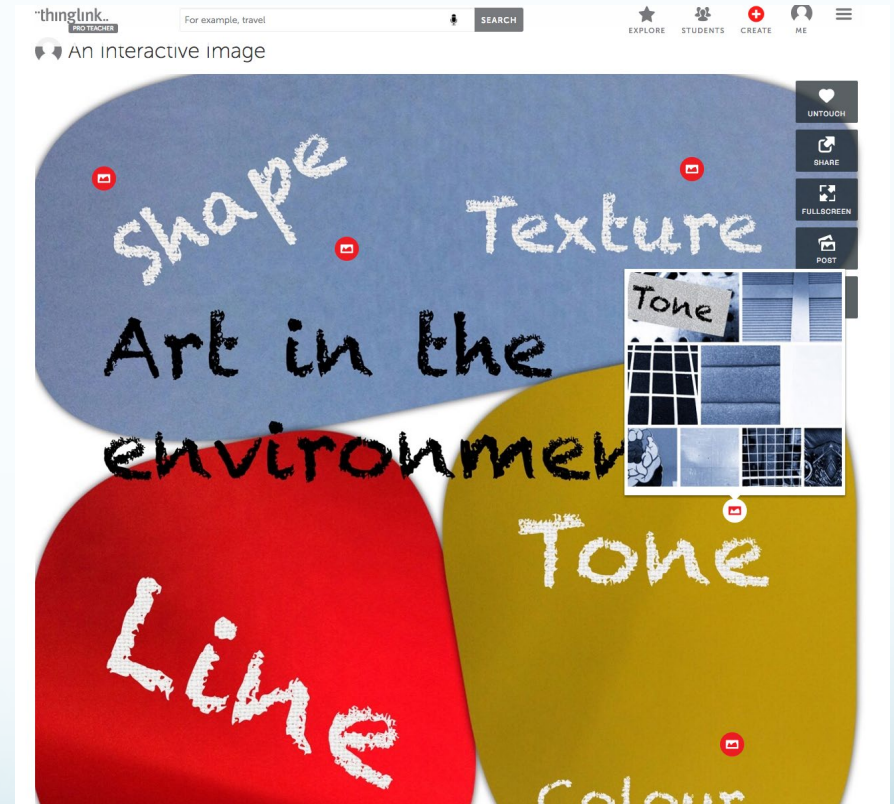 "thinglink..
PRO TEACHER
For example, travel
SEARCH
EXPLORE
STUDENTS
CREATE
ME
An Interactive Image
UNTOUCH
SHARE
FULLSCREEN
POST
Shape
Texture
Tone
Art in the
environmen
Tone
Line
Colour